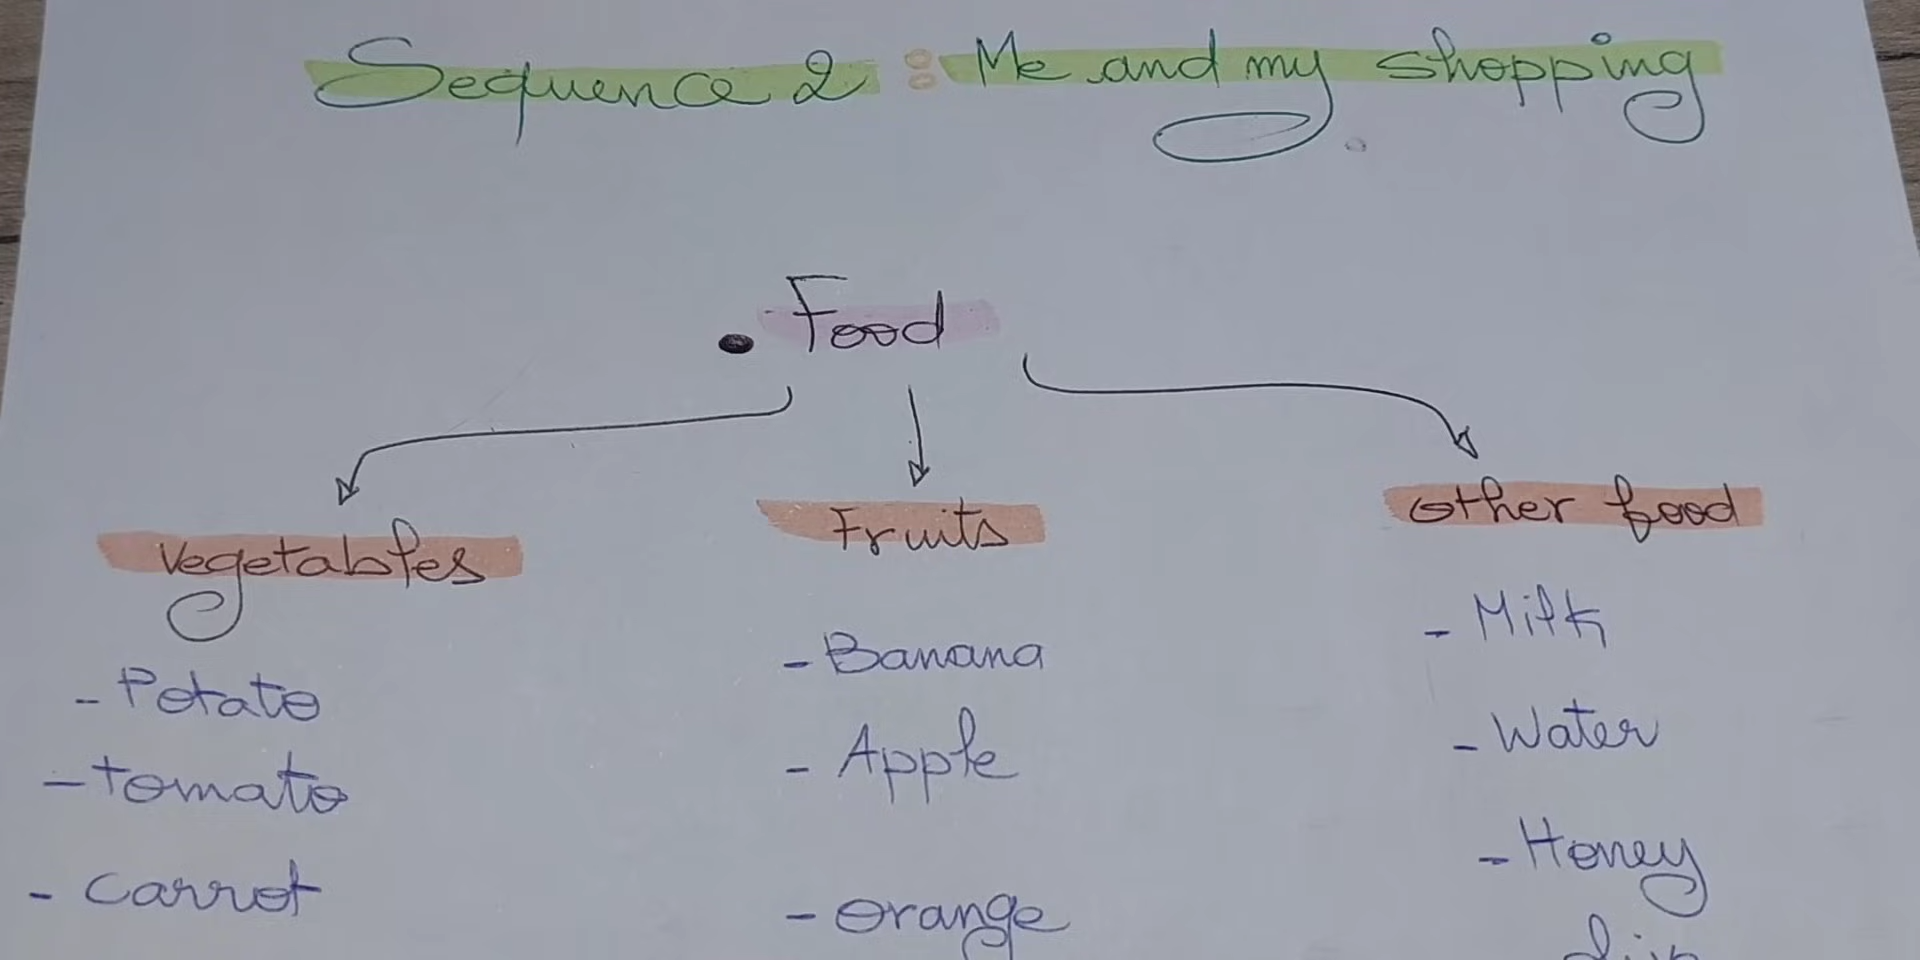 Sequence 2 : Me and my shopping.
• Food
Vegetables
- Potato
- tomato
- carrot
Fruits
- Banana
- Apple
- orange
other food
- Milk
- Water
- Honey